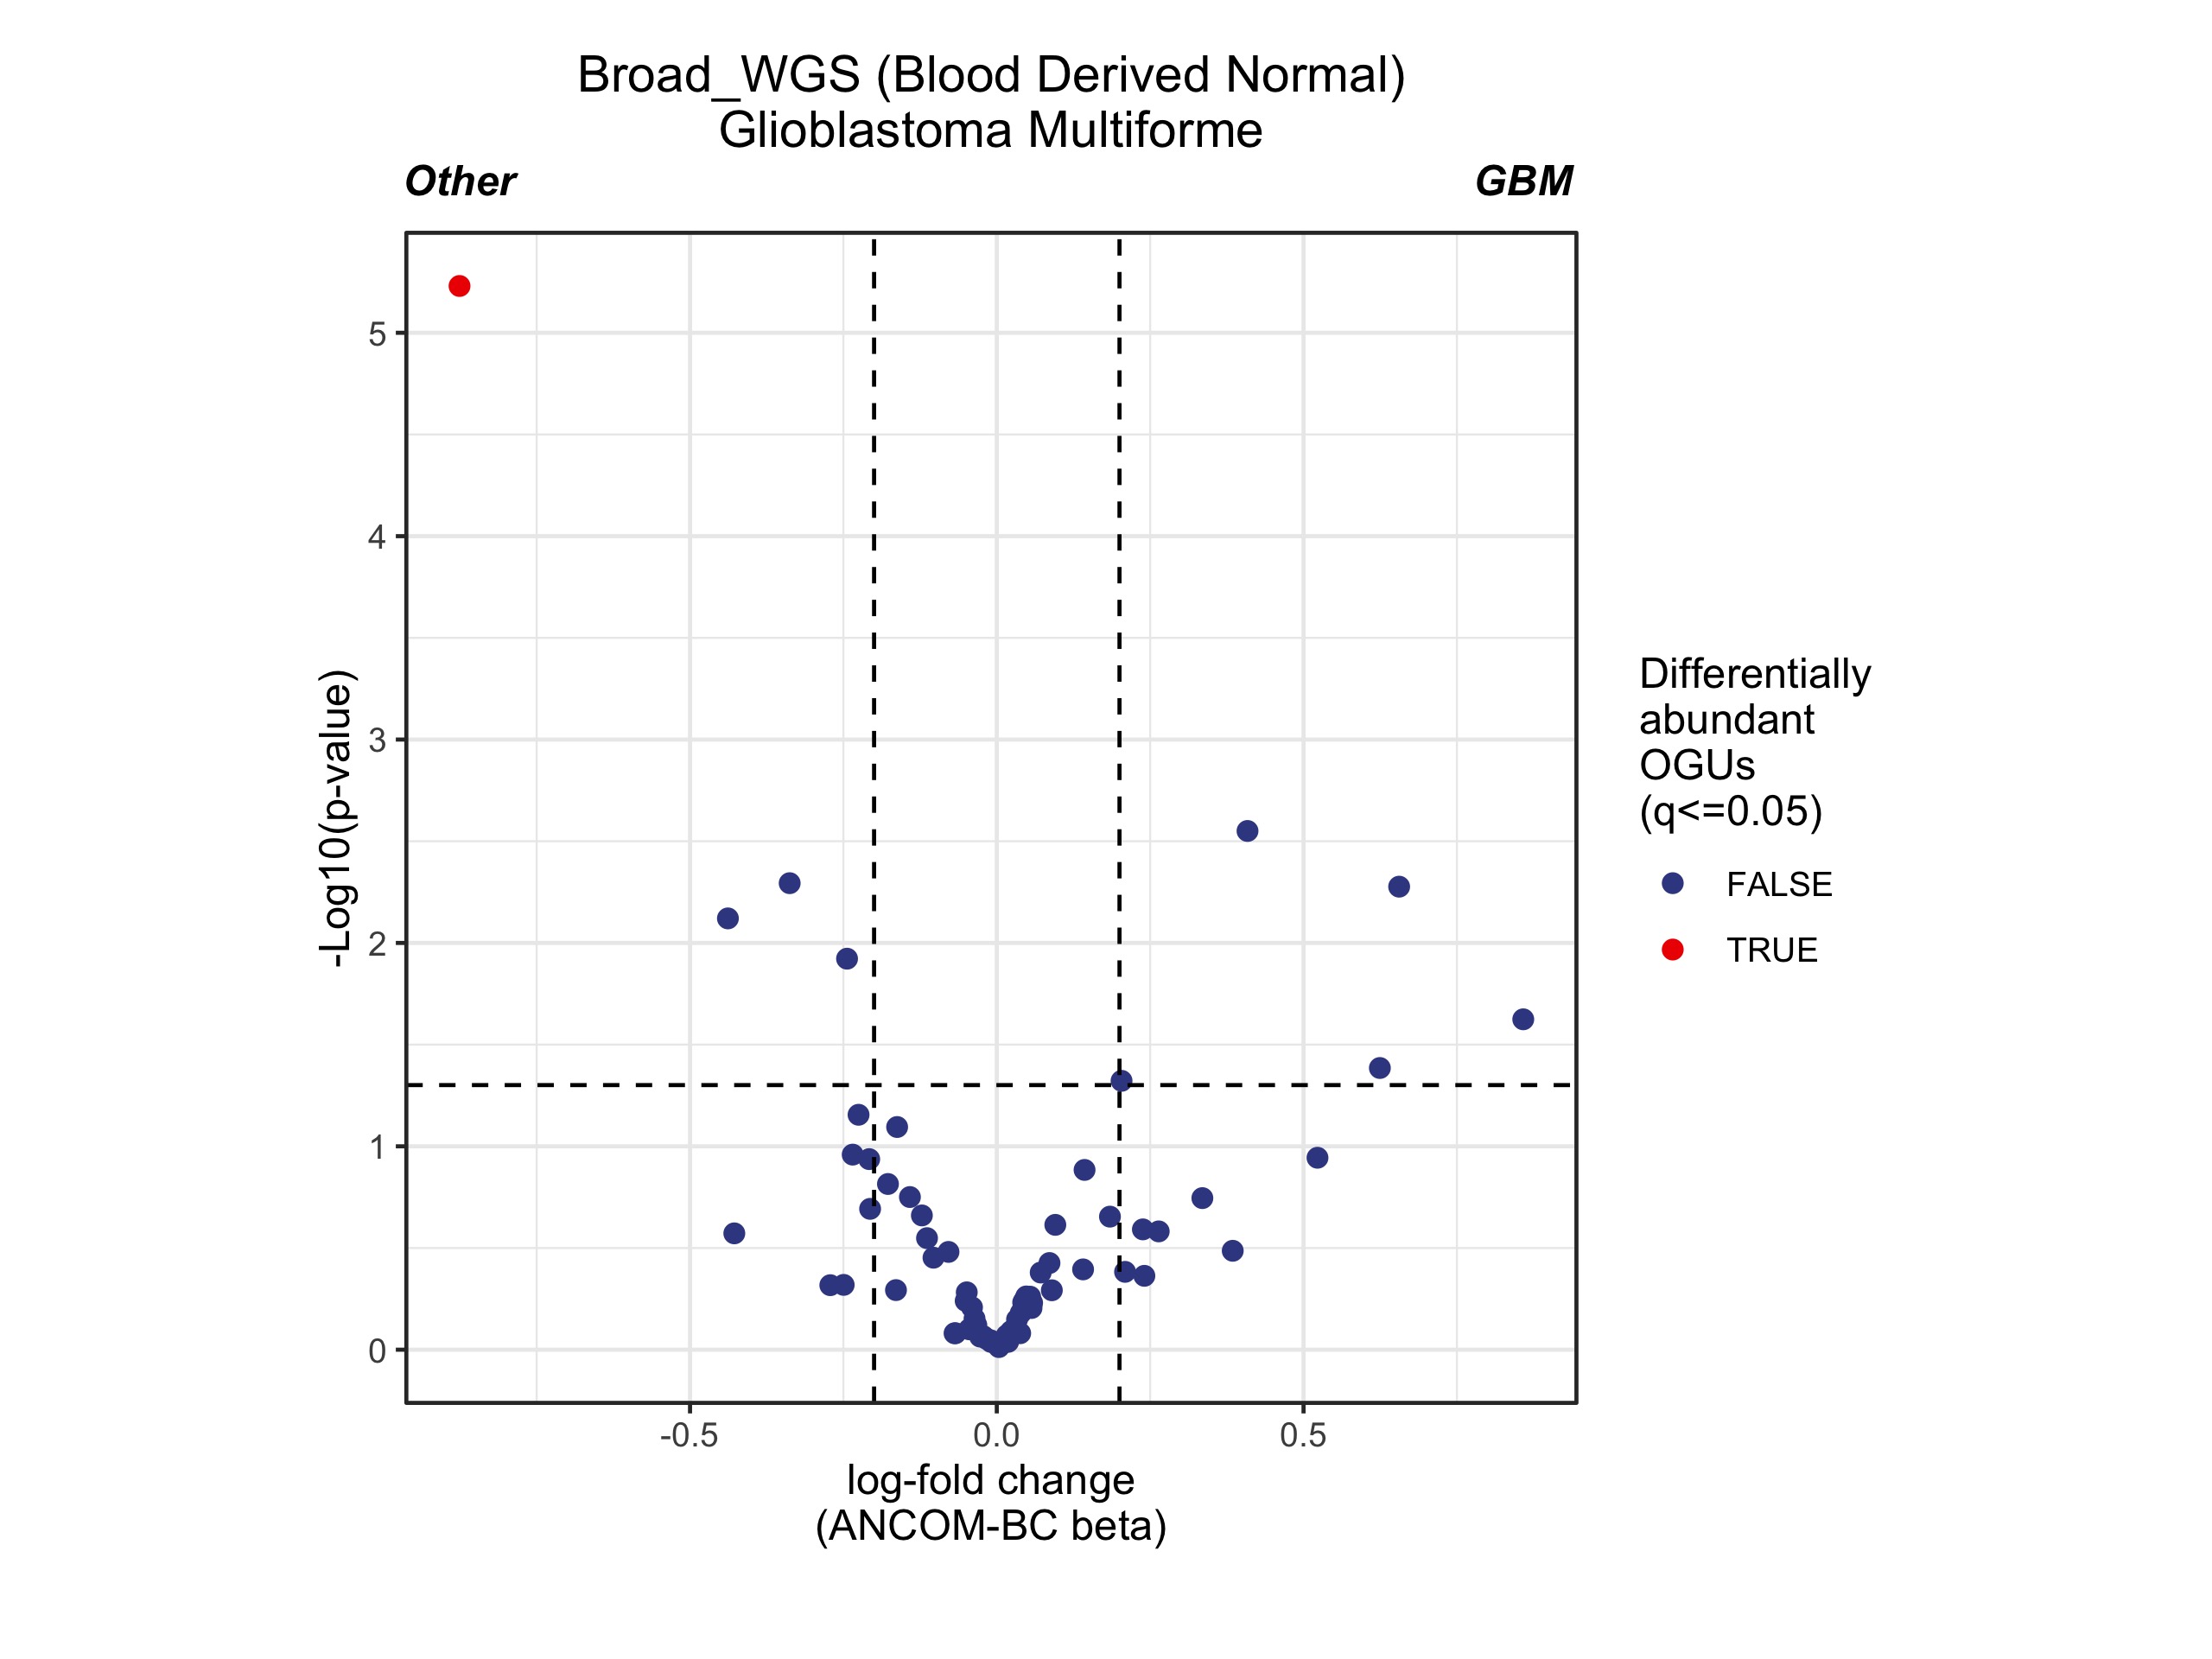 Broad_WGS (Blood Derived Normal)
Glioblastoma Multiforme
Other
GBM
5
4
3
2
1
0
-Log10(p-value)
-0.5
0.0
0.5
log-fold change
(ANCOM-BC beta)
Differentially
abundant
OGUs
(q<=0.05)
FALSE
TRUE